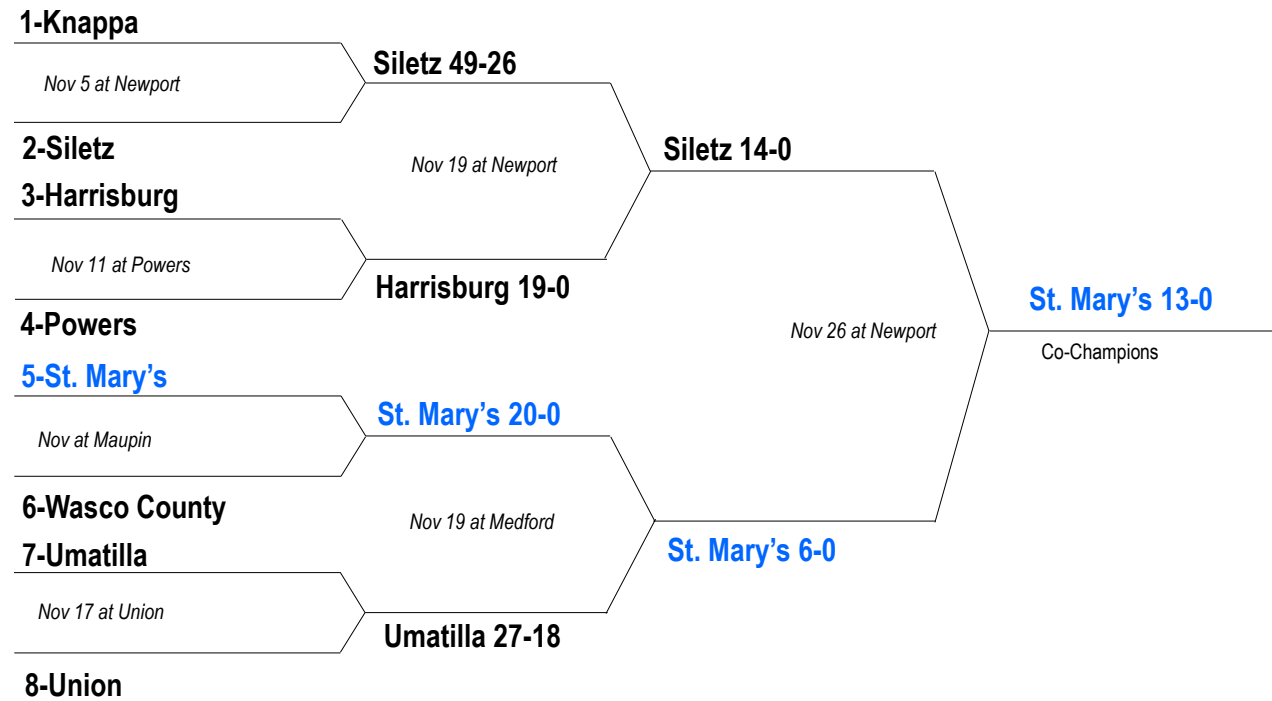 1-Knappa
Nov 5 at Newport
2-Siletz
Siletz 49-26
Nov 19 at Newport
3-Harrisburg
Nov 11 at Powers
4-Powers
Harrisburg 19-0
Siletz 14-0
Nov 26 at Newport
St. Mary’s 13-0
Co-Champions
5-St. Mary’s
Nov at Maupin
6-Wasco County
St. Mary’s 20-0
Nov 19 at Medford
7-Umatilla
Nov 17 at Union
8-Union
Umatilla 27-18
St. Mary’s 6-0